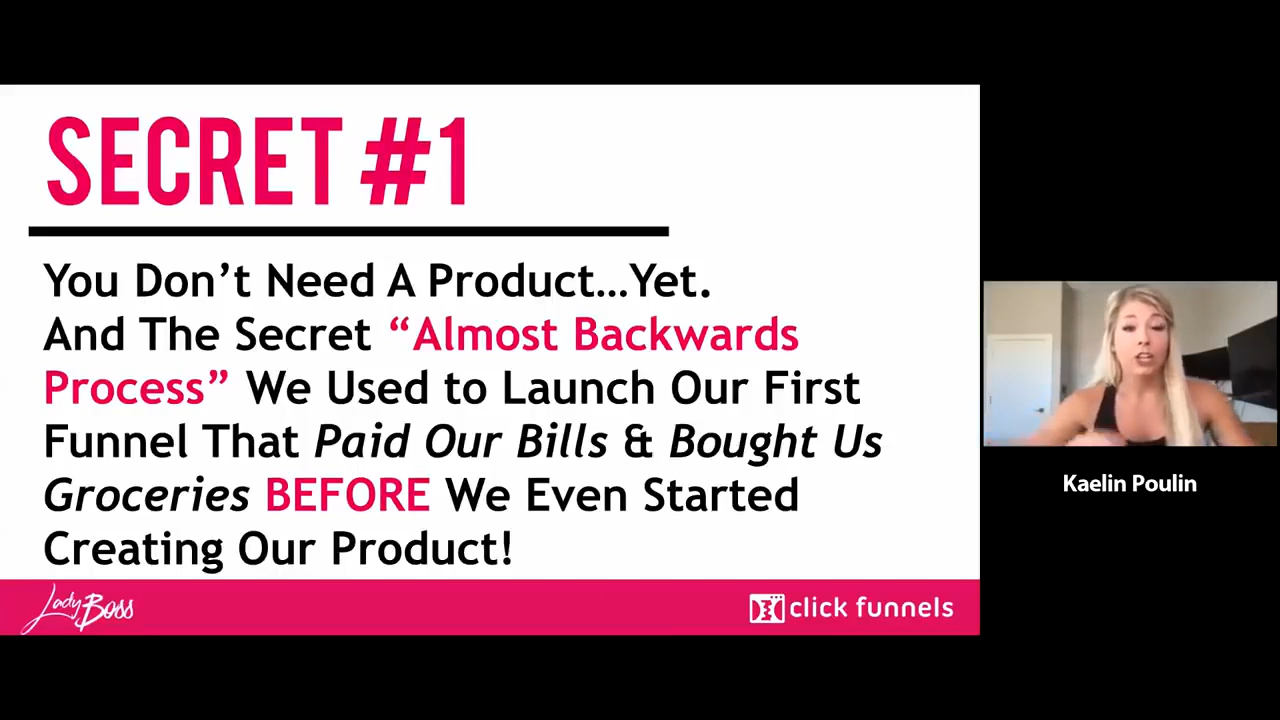 SECRET #1
You Don’t Need A Product…Yet.
And The Secret “Almost Backwards
Process” We Used to Launch Our First
Funnel That Paid Our Bills & Bought Us
Groceries BEFORE We Even Started
Creating Our Product!
Lady Boss
click funnels
Kaelin Poulin